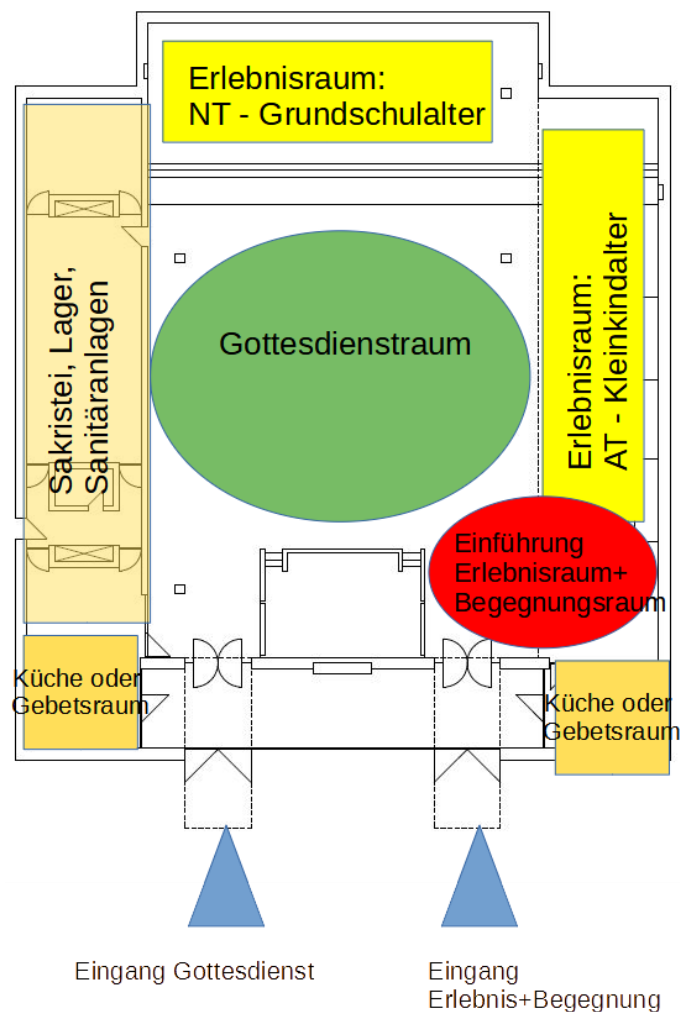 Erlebnisraum:
NT - Grundschulalter
Sakristei, Lager,
Sanitäranlagen
Gottesdienstraum
Erlebnisraum:
AT - Kleinkindalter
Einführung
Erlebnisraum+
Begegnungsraum
Küche oder
Gebetsraum
Küche oder
Gebetsraum
Eingang Gottesdienst
Eingang
Erlebnis+Begegnung